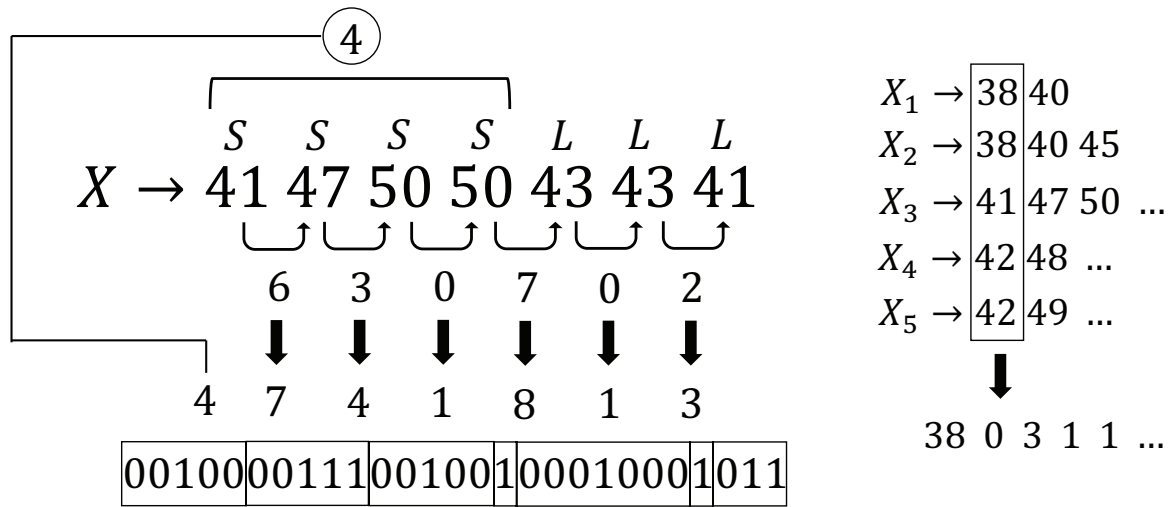 4
S S S S L L L
X → 41 47 50 50 43 43 41
6 3 0 7 0 2
4 7 4 1 8 1 3
00100 00111 00100 1 0001000 1 011
X₁ → 38 40
X₂ → 38 40 45
X₃ → 41 47 50 ...
X₄ → 42 48 ...
X₅ → 42 49 ...
38 0 3 1 1 ...